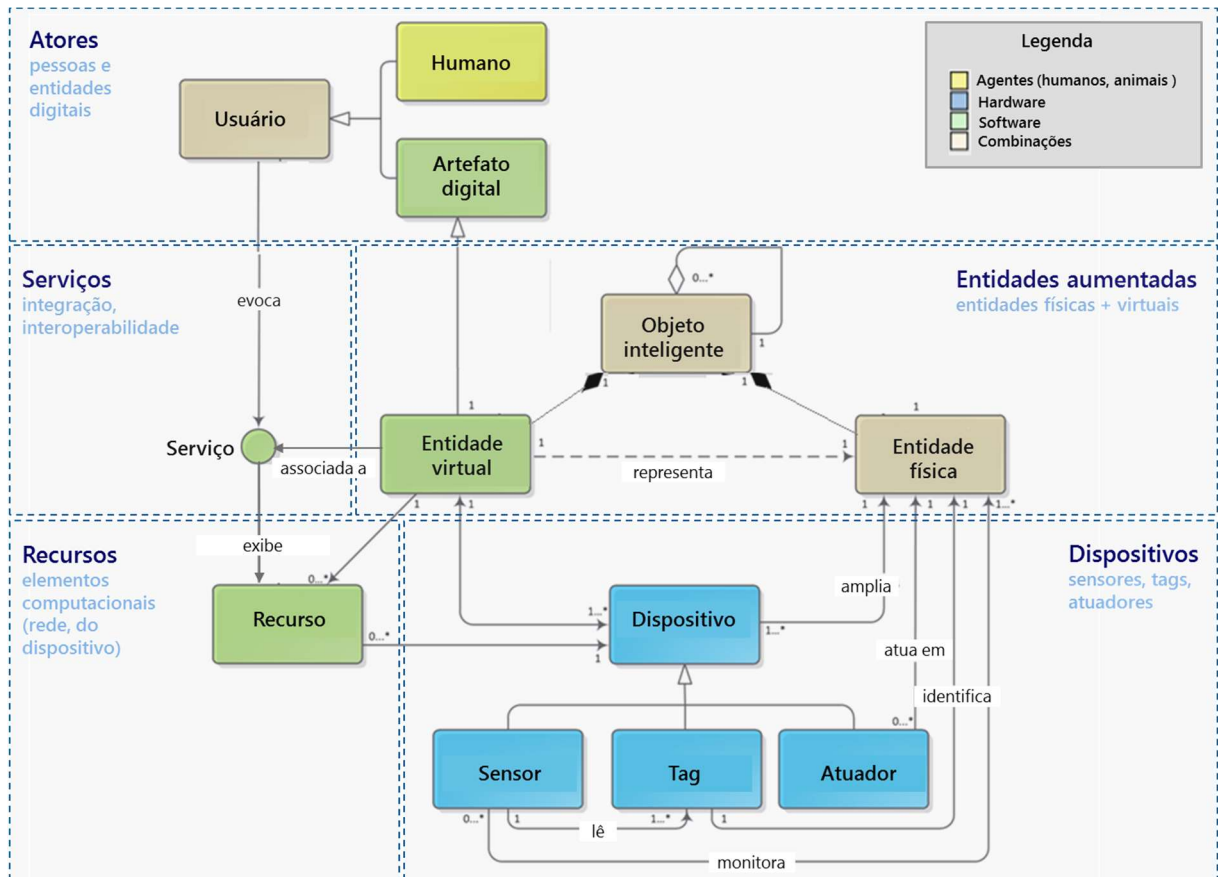 Atores
pessoas e
entidades
digitais
Humano
Usuário
Artefato
digital
Legenda
Agentes (humanos, animais )
Hardware
Software
Combinações
Serviços
integração,
interoperabilidade
evoca
Serviço
associada a
Entidades aumentadas
entidades físicas + virtuais
0...*
Objeto
inteligente
1
1
1
1
Entidade
virtual
1
representa
1
1
Entidade
física
1
1
1
1
1
1...*
exibe
Recursos
elementos
computacionais
(rede, do
dispositivo)
0...*
Recurso
0...*
Dispositivos
sensores, tags,
atuadores
1...*
1
Dispositivo
1...*
amplia
atua em
identifica
0...*
Sensor
Tag
Atuador
0...*
1
lê
1...*
1
monitora